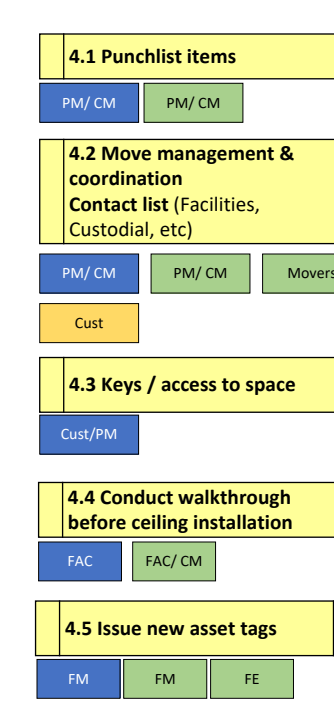 4.1 Punchlist items
PM/ CM PM/ CM
4.2 Move management &
coordination
Contact list (Facilities,
Custodial, etc)
PM/ CM PM/ CM Movers
Cust
4.3 Keys / access to space
Cust/PM
4.4 Conduct walkthrough
before ceiling installation
FAC FAC/ CM
4.5 Issue new asset tags
FM FM FE